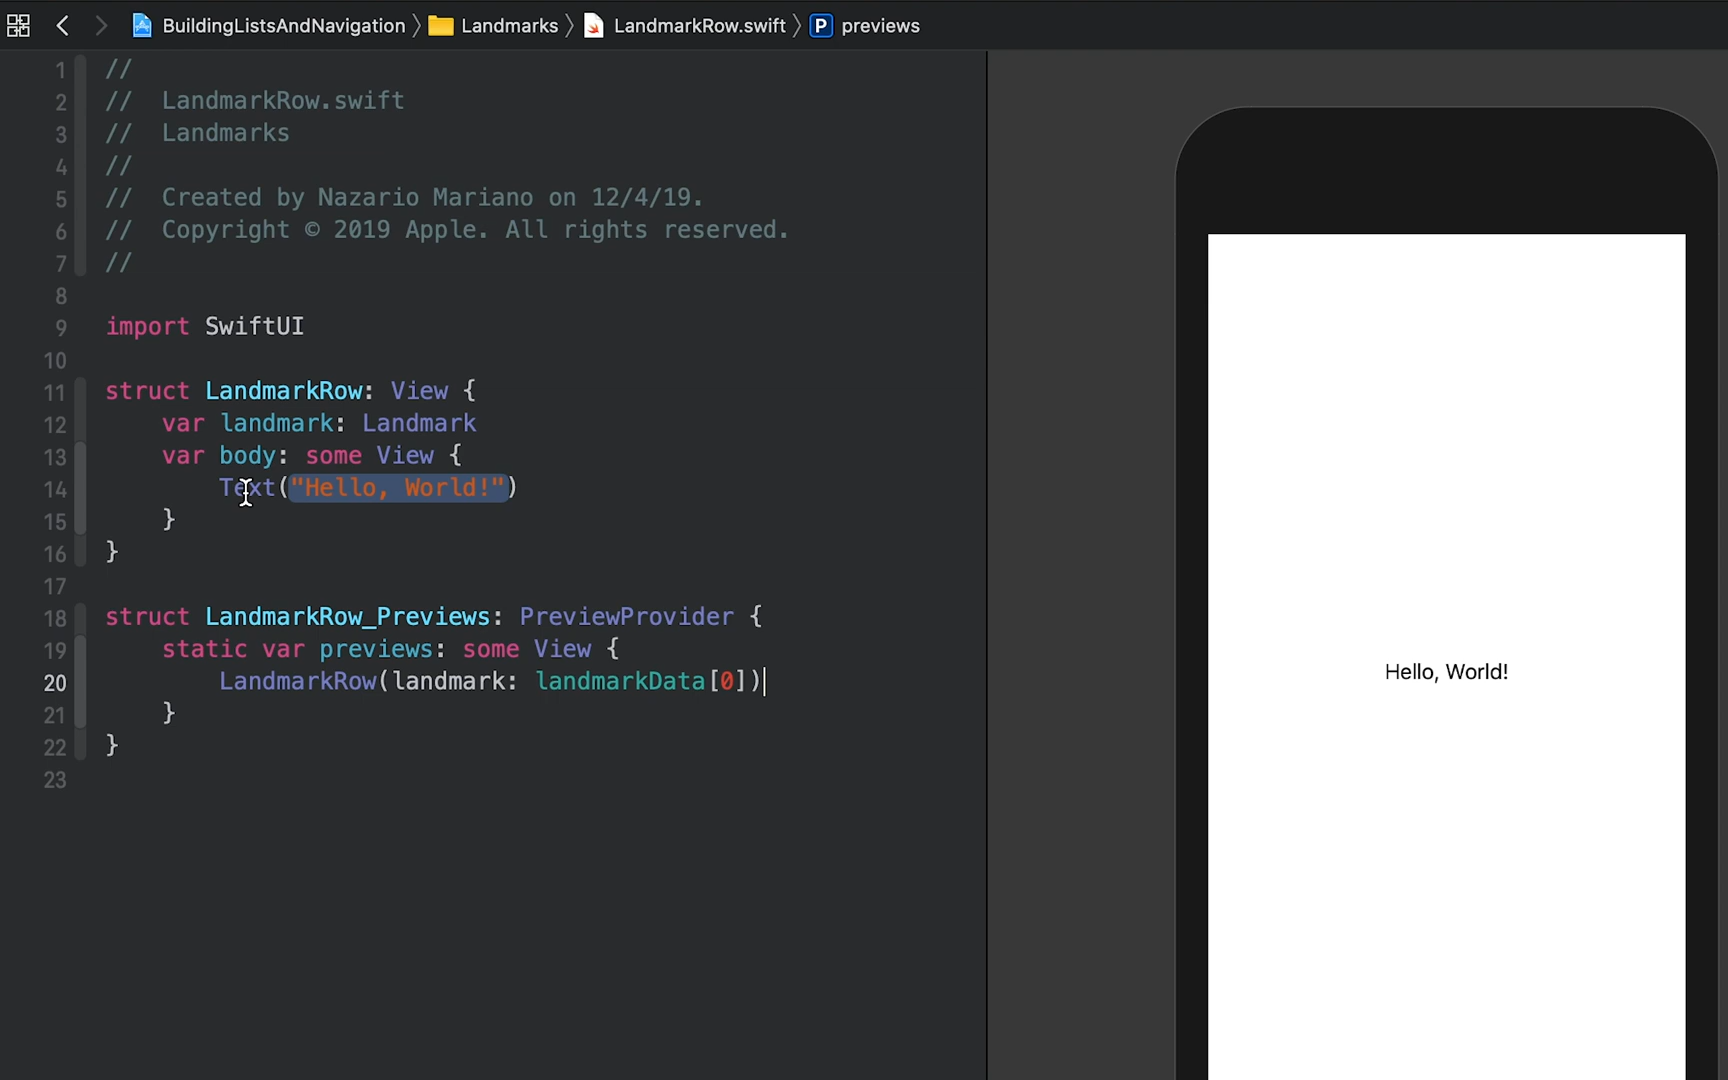 BuildingListsAndNavigation 〉 Landmarks 〉 LandmarkRow.swift 〉 P previews
1 //
2 //  LandmarkRow.swift
3 //  Landmarks
4 //
5 //  Created by Nazario Mariano on 12/4/19.
6 //  Copyright © 2019 Apple. All rights reserved.
7 //
8
9 import SwiftUI
10
11 struct LandmarkRow: View {
12     var landmark: Landmark
13     var body: some View {
14         Text("Hello, World!")
15     }
16 }
17
18 struct LandmarkRow_Previews: PreviewProvider {
19     static var previews: some View {
20         LandmarkRow(landmark: landmarkData[0])
21     }
22 }
23
Hello, World!